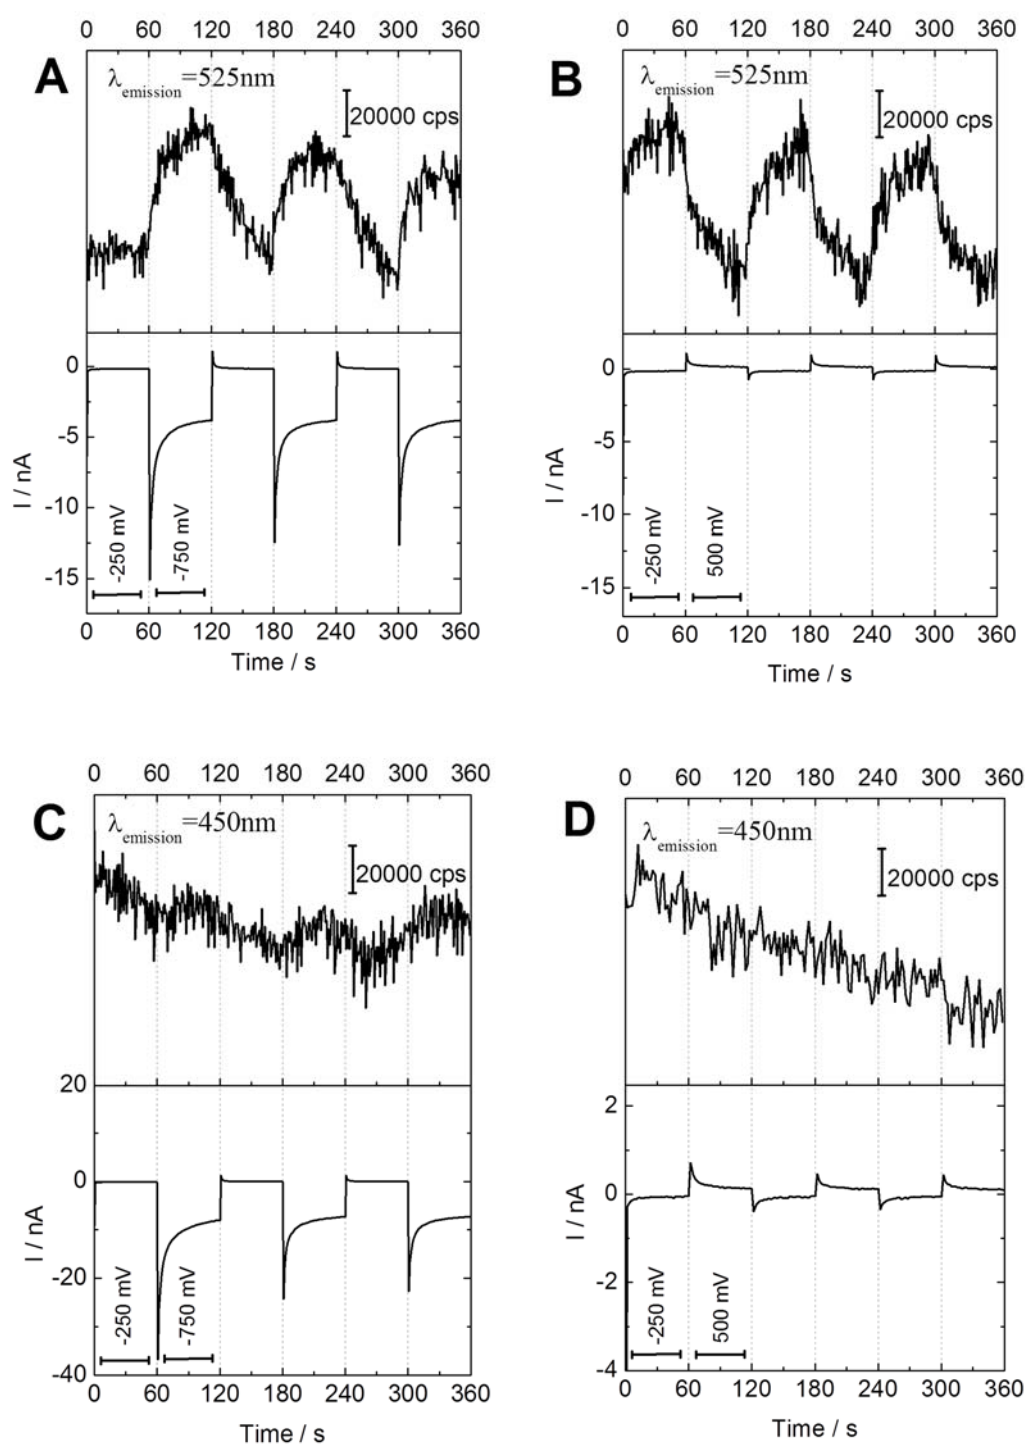 0 60 120 180 240 300 360
A
λemission=525nm
20000 cps
0
-5
-10
-15
I / nA
-250 mV
-750 mV
0 60 120 180 240 300 360
Time / s
0 60 120 180 240 300 360
B
λemission=525nm
20000 cps
0
-5
-10
-15
I / nA
-250 mV
500 mV
0 60 120 180 240 300 360
Time / s
0 60 120 180 240 300 360
C
λemission=450nm
20000 cps
20
0
-20
-40
I / nA
-250 mV
-750 mV
0 60 120 180 240 300 360
Time / s
0 60 120 180 240 300 360
D
λemission=450nm
20000 cps
2
0
-2
-4
I / nA
-250 mV
500 mV
0 60 120 180 240 300 360
Time / s